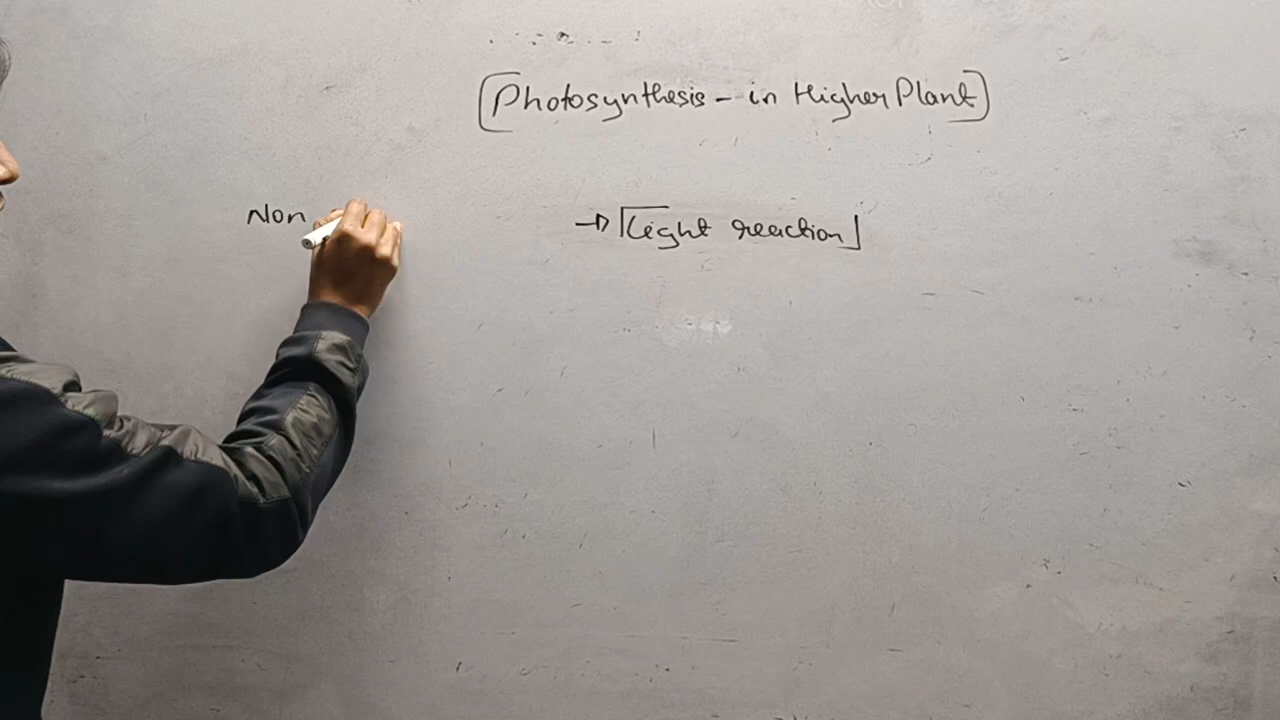 [Photosynthesis - in Higher Plant]
Non
→ [Light reaction]